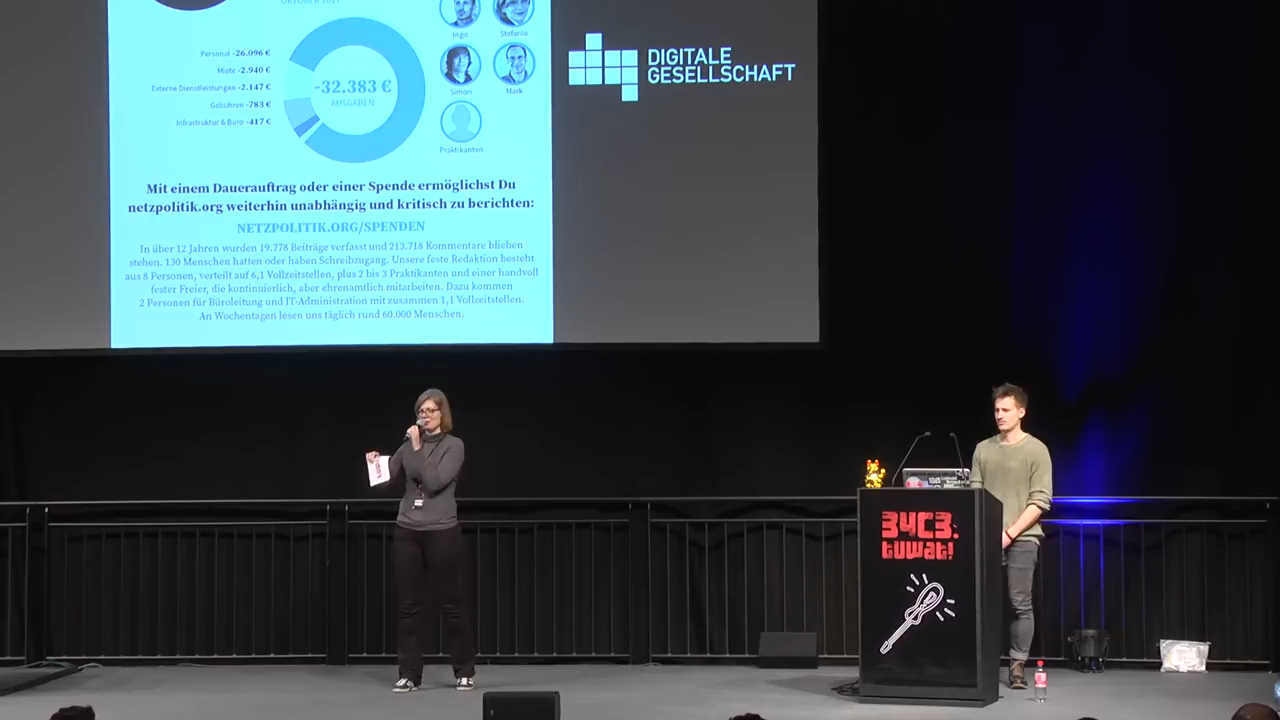 OKTOBER 2017
Personal -26.096 €
Miete -2.940 €
Externe Dienstleistungen -2.147 €
Gebühren -783 €
Infrastruktur & Büro -417 €
-32.383 €
AUSGABEN
Ingo
Stefanie
Simon
Mark
Praktikanten
Mit einem Dauerauftrag oder einer Spende ermöglichst Du
netzpolitik.org weiterhin unabhängig und kritisch zu berichten:
NETZPOLITIK.ORG/SPENDEN
In über 12 Jahren wurden 19.778 Beiträge verfasst und 213.718 Kommentare blieben
stehen. 130 Menschen hatten oder haben Schreibzugang. Unsere feste Redaktion besteht
aus 8 Personen, verteilt auf 6,1 Vollzeitstellen, plus 2 bis 3 Praktikanten und einer handvoll
fester Freier, die kontinuierlich, aber ehrenamtlich mitarbeiten. Dazu kommen
2 Personen für Büroleitung und IT-Administration mit zusammen 1,1 Vollzeitstellen.
An Wochentagen lesen uns täglich rund 60.000 Menschen.
DIGITALE
GESELLSCHAFT
34C3:
tuwat!